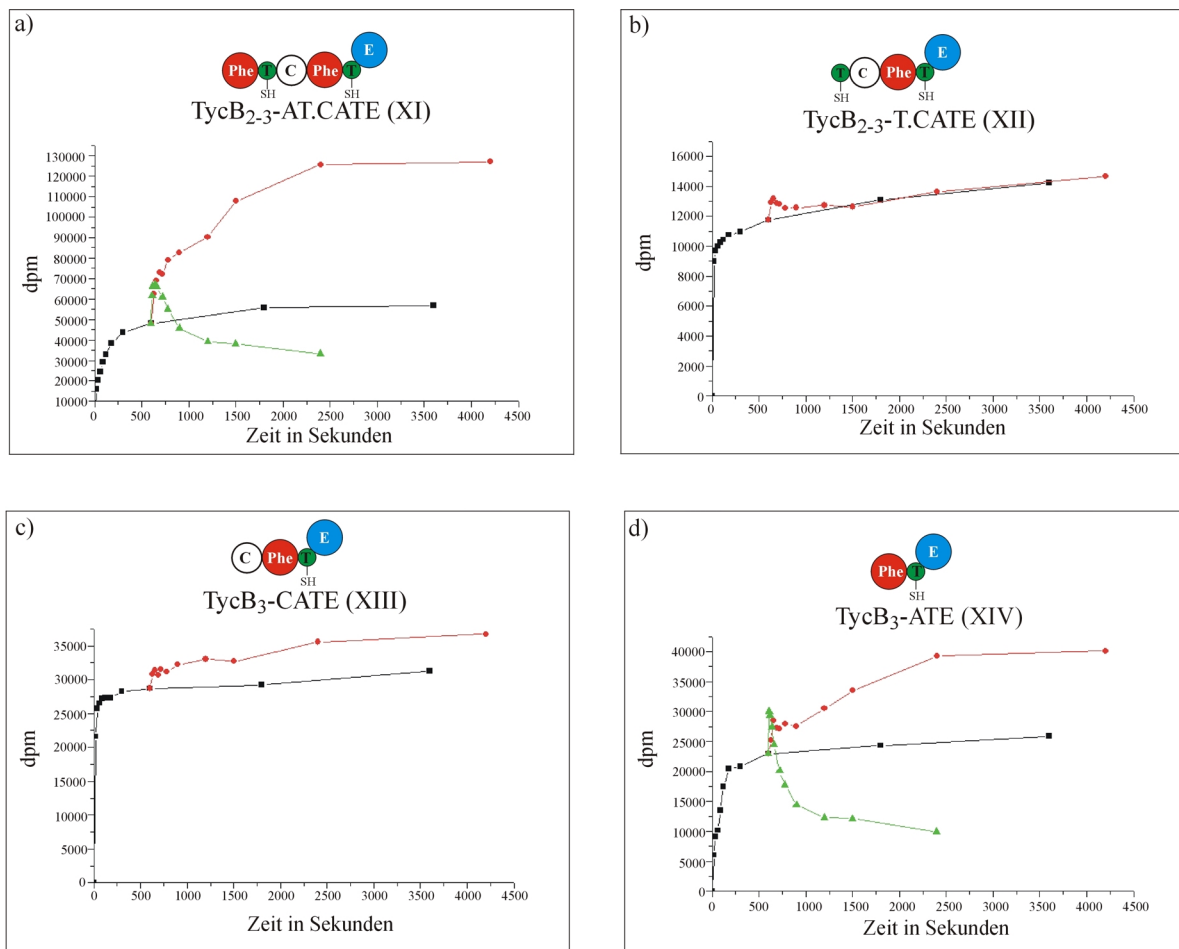 a)
E
Phe T C Phe T
SH SH
TycB2-3-AT.CATE (XI)
130000
120000
110000
100000
90000
80000
70000
60000
50000
40000
30000
20000
10000
dpm
0 500 1000 1500 2000 2500 3000 3500 4000 4500
Zeit in Sekunden
b)
E
T C Phe T
SH SH
TycB2-3-T.CATE (XII)
16000
14000
12000
10000
8000
6000
4000
2000
0
dpm
0 500 1000 1500 2000 2500 3000 3500 4000 4500
Zeit in Sekunden
c)
E
C Phe T
SH
TycB3-CATE (XIII)
35000
30000
25000
20000
15000
10000
5000
0
dpm
0 500 1000 1500 2000 2500 3000 3500 4000 4500
Zeit in Sekunden
d)
E
Phe T
SH
TycB3-ATE (XIV)
40000
35000
30000
25000
20000
15000
10000
5000
0
dpm
0 500 1000 1500 2000 2500 3000 3500 4000 4500
Zeit in Sekunden